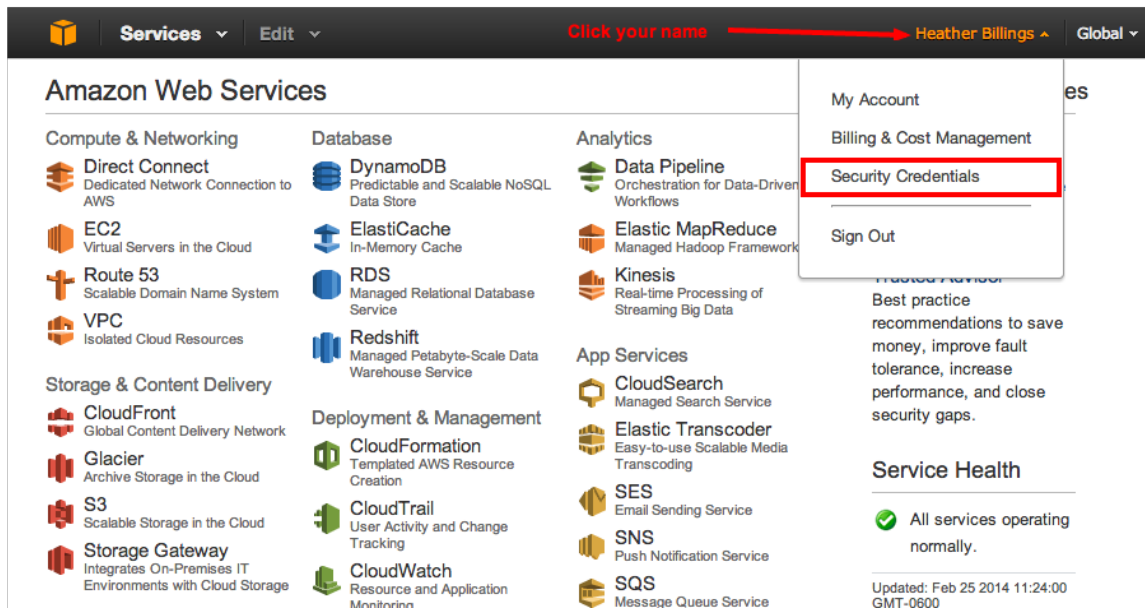 Services
Edit
Click your name
Heather Billings
Global
Amazon Web Services
es
Compute & Networking
Direct Connect
Dedicated Network Connection to
AWS
EC2
Virtual Servers in the Cloud
Route 53
Scalable Domain Name System
VPC
Isolated Cloud Resources
Storage & Content Delivery
CloudFront
Global Content Delivery Network
Glacier
Archive Storage in the Cloud
S3
Scalable Storage in the Cloud
Storage Gateway
Integrates On-Premises IT
Environments with Cloud Storage
Database
DynamoDB
Predictable and Scalable NoSQL
Data Store
ElastiCache
In-Memory Cache
RDS
Managed Relational Database
Service
Redshift
Managed Petabyte-Scale Data
Warehouse Service
Deployment & Management
CloudFormation
Templated AWS Resource
Creation
CloudTrail
User Activity and Change
Tracking
CloudWatch
Resource and Application
Monitoring
Analytics
Data Pipeline
Orchestration for Data-Driven
Workflows
Elastic MapReduce
Managed Hadoop Framework
Kinesis
Real-time Processing of
Streaming Big Data
App Services
CloudSearch
Managed Search Service
Elastic Transcoder
Easy-to-use Scalable Media
Transcoding
SES
Email Sending Service
SNS
Push Notification Service
SQS
Message Queue Service
My Account
Billing & Cost Management
Security Credentials
Sign Out
Trusted Advisor
Best practice
recommendations to save
money, improve fault
tolerance, increase
performance, and close
security gaps.
Service Health
All services operating
normally.
Updated: Feb 25 2014 11:24:00
GMT-0600